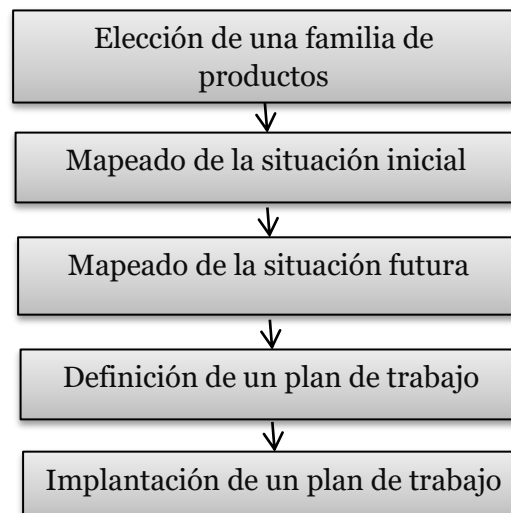 Elección de una familia de
productos
Mapeado de la situación inicial
Mapeado de la situación futura
Definición de un plan de trabajo
Implantación de un plan de trabajo